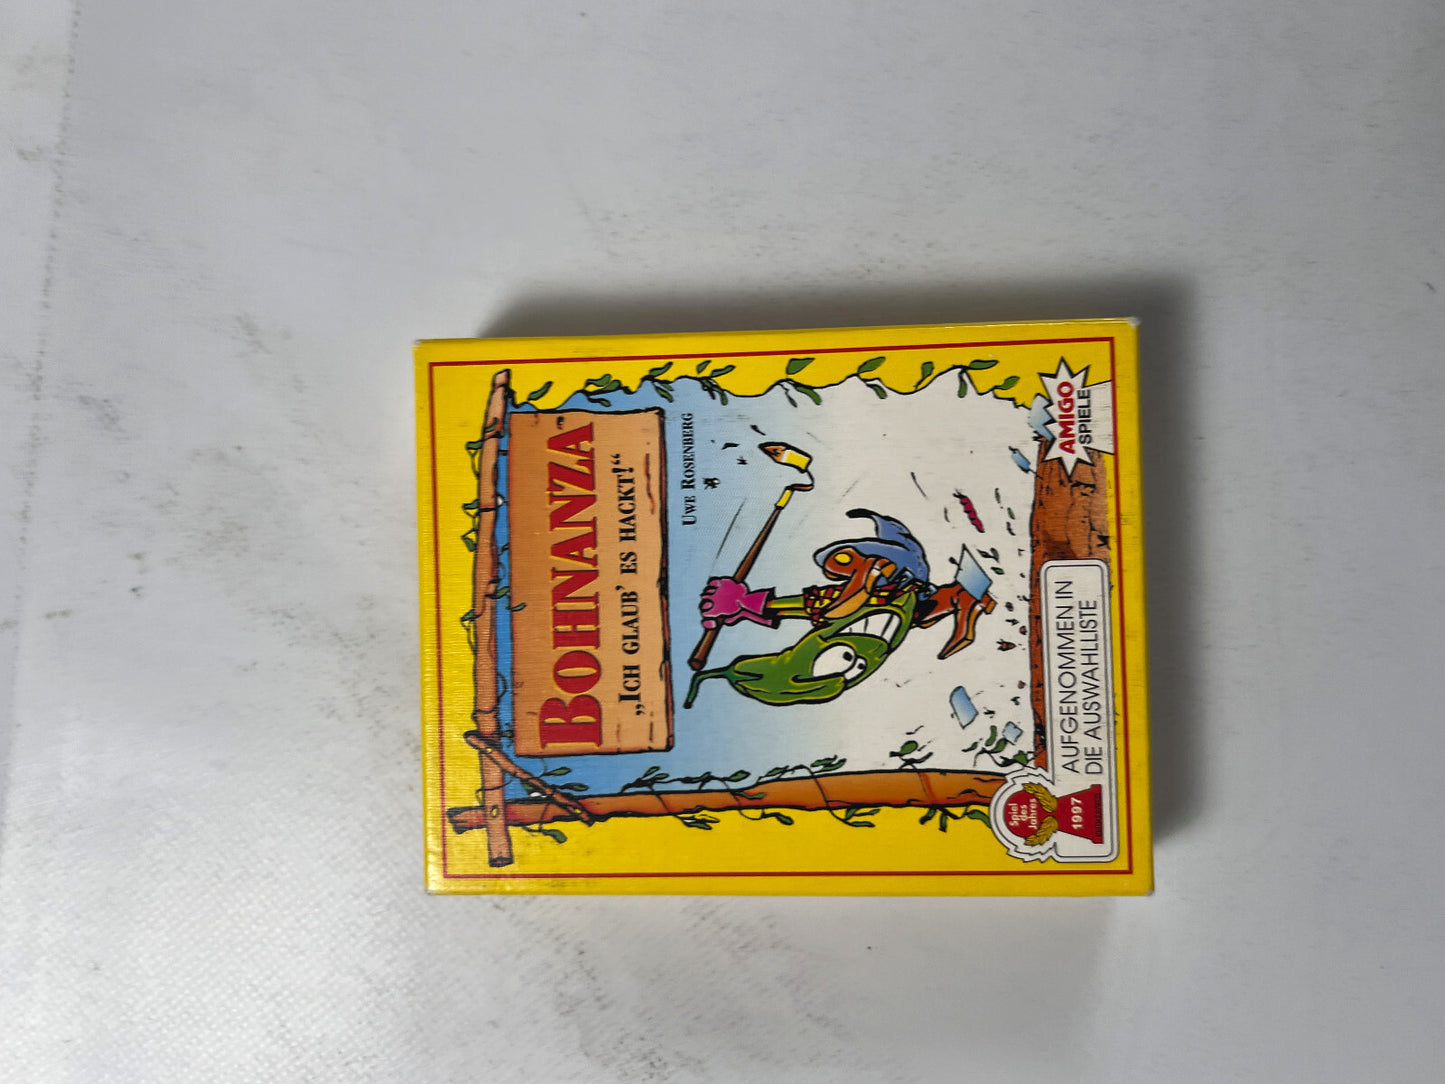 BOHNANZA
„ICH GLAUB’ ES HACKT!“
UWE ROSENBERG
AMIGO
SPIELE
AUFGENOMMEN IN
DIE AUSWAHLLISTE
Spiel
des
Jahres
1997